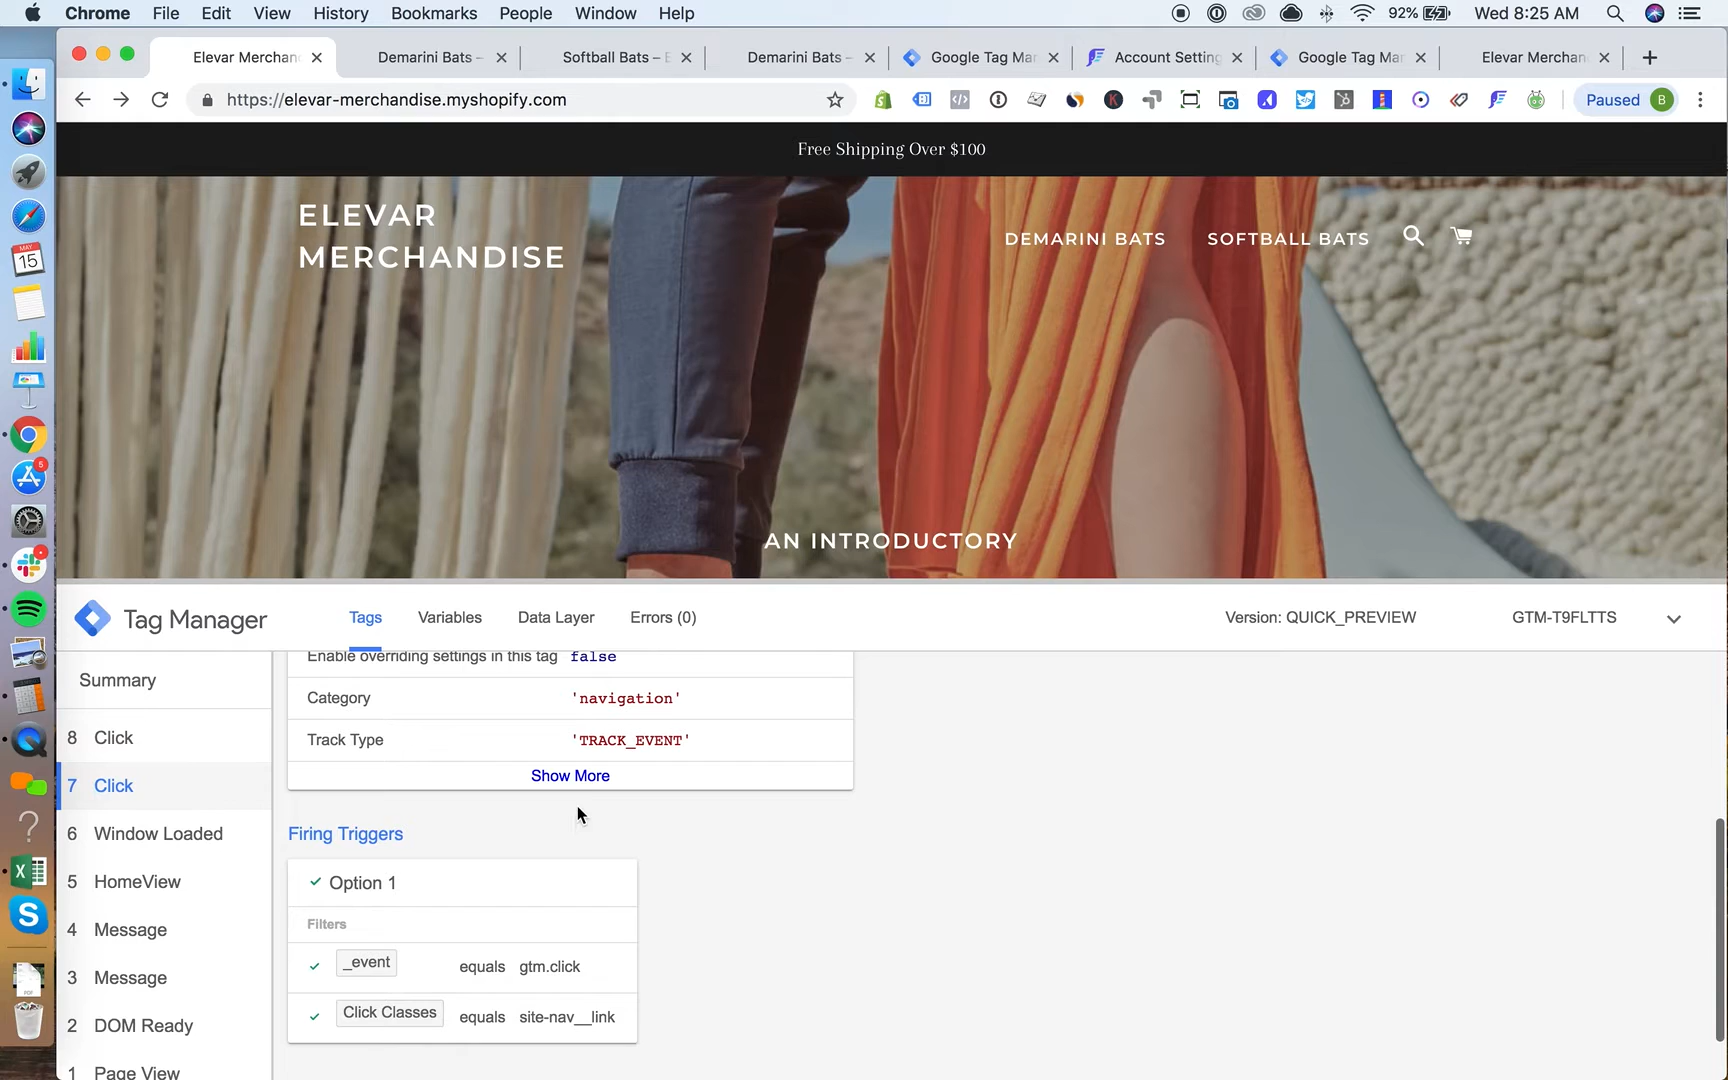 Chrome File Edit View History Bookmarks People Window Help 92% Wed 8:25 AM
Elevar Merchan Demarini Bats – Softball Bats – E Demarini Bats – Google Tag Man Account Setting Google Tag Man Elevar Merchan
https://elevar-merchandise.myshopify.com Paused B
Free Shipping Over $100
ELEVAR
MERCHANDISE
DEMARINI BATS SOFTBALL BATS
AN INTRODUCTORY
Tag Manager Tags Variables Data Layer Errors (0) Version: QUICK_PREVIEW GTM-T9FLTTS
Summary
8 Click
7 Click
6 Window Loaded
5 HomeView
4 Message
3 Message
2 DOM Ready
1 Page View
Enable overriding settings in this tag false
Category 'navigation'
Track Type 'TRACK_EVENT'
Show More
Firing Triggers
Option 1
Filters
_event equals gtm.click
Click Classes equals site-nav__link
MAY
15
5